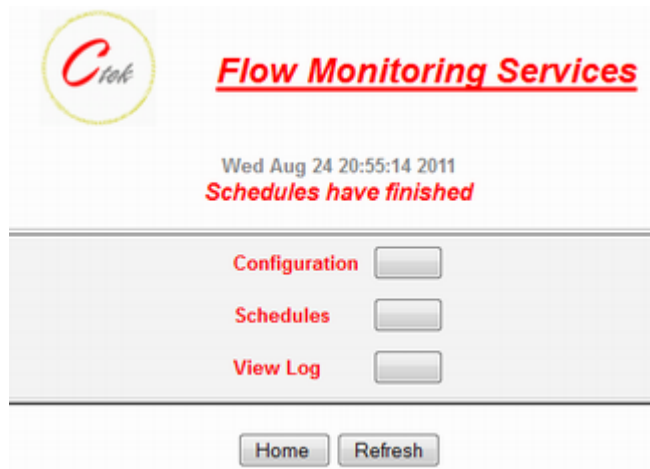 Ctek
Flow Monitoring Services
Wed Aug 24 20:55:14 2011
Schedules have finished
Configuration
Schedules
View Log
Home Refresh